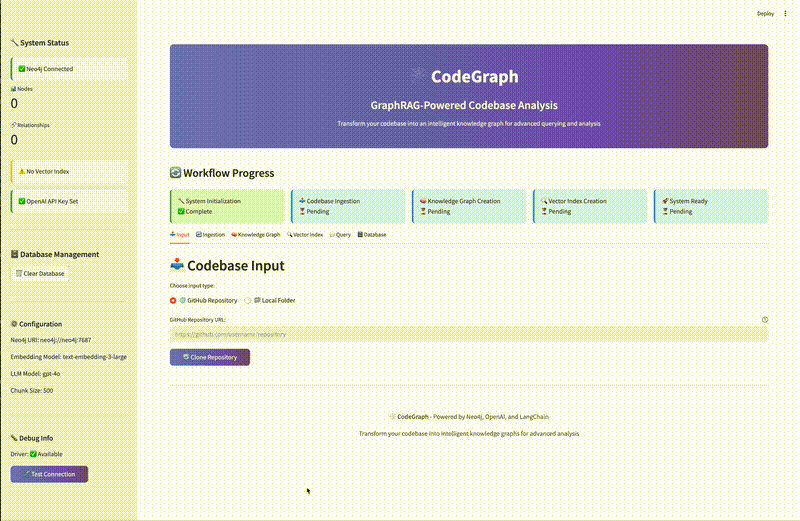 Deploy
System Status
Neo4j Connected
Nodes
0
Relationships
0
No Vector Index
OpenAI API Key Set
Database Management
Clear Database
Configuration
Neo4j URI: neo4j://neo4j:7687
Embedding Model: text-embedding-3-large
LLM Model: gpt-4o
Chunk Size: 500
Debug Info
Driver: ✅ Available
Test Connection
CodeGraph
GraphRAG-Powered Codebase Analysis
Transform your codebase into an intelligent knowledge graph for advanced querying and analysis
Workflow Progress
System Initialization
Complete
Codebase Ingestion
Pending
Knowledge Graph Creation
Pending
Vector Index Creation
Pending
System Ready
Pending
Input Ingestion Knowledge Graph Vector Index Query Database
Codebase Input
Choose input type:
GitHub Repository Local Folder
GitHub Repository URL:
https://github.com/username/repository
Clone Repository
CodeGraph - Powered by Neo4j, OpenAI, and LangChain
Transform your codebase into intelligent knowledge graphs for advanced analysis